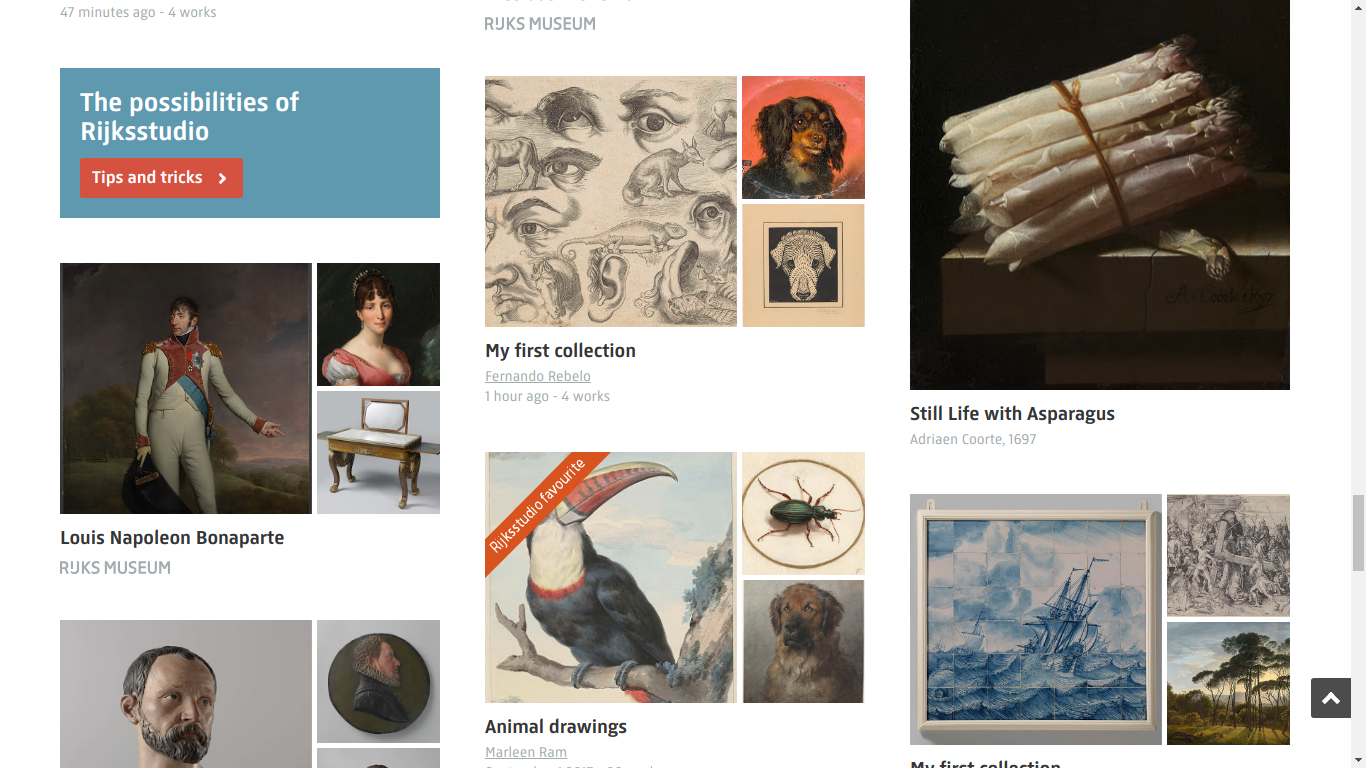 47 minutes ago - 4 works
The possibilities of
Rijksstudio
Tips and tricks
Louis Napoleon Bonaparte
RIJKS MUSEUM
RIJKS MUSEUM
My first collection
Fernando Rebelo
1 hour ago - 4 works
Rijksstudio favourite
Animal drawings
Marleen Ram
A. Coorte 1697
Still Life with Asparagus
Adriaen Coorte, 1697
My first collection